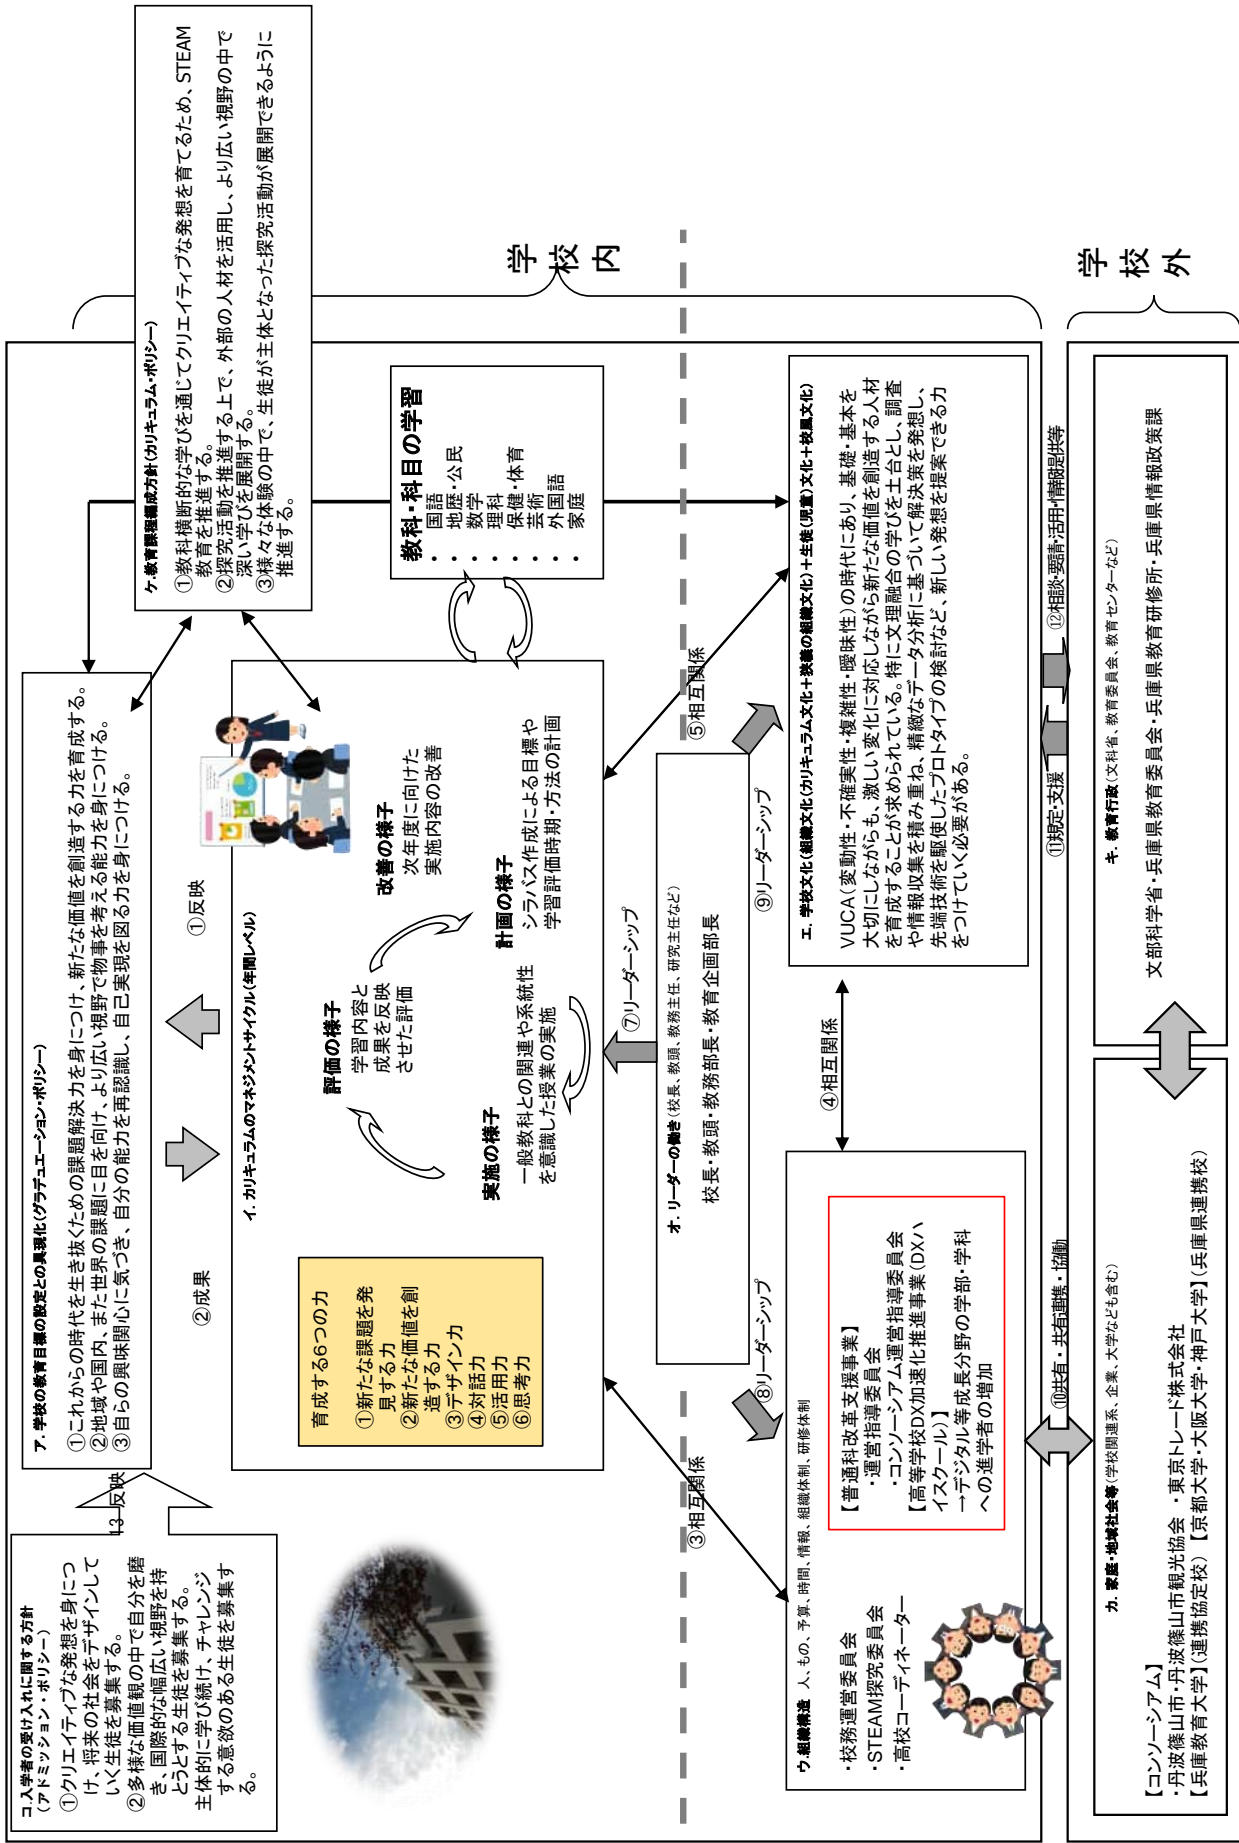 コ.入学者の受け入れに関する方針
（アドミッション・ポリシー）
①クリエイティブな発想を身につ
け、将来の社会をデザインして
いく生徒を募集する。
②多様な価値観の中で自分を磨
き、国際的な幅広い視野を持
とうとする生徒を募集する。
主体的に学び続け、チャレンジ
する意欲のある生徒を募集す
る。
13 反映
ア.学校の教育目標の設定との具現化(グラデュエーション・ポリシー)
①これからの時代を生き抜くための課題解決力を身につけ、新たな価値を創造する力を育成する。
②地域や国内、また世界の課題に目を向け、より広い視野で物事を考える能力を身につける。
③自らの興味関心に気づき、自分の能力を再認識し、自己実現を図る力を身につける。
ケ.教育課程編成方針(カリキュラム・ポリシー)
①教科横断的な学びを通じてクリエイティブな発想を育てるため、STEAM
教育を推進する。
②探究活動を推進する上で、外部の人材を活用し、より広い視野の中で
深い学びを展開する。
③様々な体験の中で、生徒が主体となった探究活動が展開できるように
推進する。
②成果
①反映
イ.カリキュラムのマネジメントサイクル(年間レベル)
育成する6つの力
①新たな課題を発
見する力
②新たな価値を創
造する力
③デザイン力
④対話力
⑤活用力
⑥思考力
評価の様子
学習内容と
成果を反映
させた評価
改善の様子
次年度に向けた
実施内容の改善
実施の様子
一般教科との関連や系統性
を意識した授業の実施
計画の様子
シラバス作成による目標や
学習評価時期・方法の計画
教科・科目の学習
・ 国語
・ 地歴・公民
・ 数学
・ 理科
・ 保健・体育
・ 芸術
・ 外国語
・ 家庭
学校内
③相互関係
⑧リーダーシップ
⑦リーダーシップ
オ.リーダーの働き(校長、教頭、教務主任、研究主任など)
校長・教頭・教務部長・教育企画部長
⑨リーダーシップ
⑤相互関係
ウ.組織構造 人、もの、予算、時間、情報、組織体制、研修体制
・校務運営委員会
・STEAM探究委員会
・高校コーディネーター
【普通科改革支援事業】
・運営指導委員会
・コンソーシアム運営指導委員会
【高等学校DX加速化推進事業(DXハ
イスクール)】
→デジタル等成長分野の学部・学科
への進学者の増加
④相互関係
エ.学校文化(組織文化(カリキュラム文化＋狭義の組織文化)＋生徒(児童)文化＋校風文化)
VUCA(変動性・不確実性・複雑性・曖昧性)の時代にあり、基礎・基本を
大切にしながらも、激しい変化に対応しながら新たな価値を創造する人材
を育成することが求められている。特に文理融合の学びを土台とし、調査
や情報収集を積み重ね、精緻なデータ分析に基づいて解決策を発想し、
先端技術を駆使したプロトタイプの検討など、新しい発想を提案できる力
をつけていく必要がある。
⑩共有・共有連携・協働
⑪規定・支援
⑫相談・要請・活用・情報提供等
カ.家庭・地域社会等(学校関連系、企業、大学なども含む)
【コンソーシアム】
・丹波篠山市・丹波篠山市観光協会・東京トレード株式会社
【兵庫教育大学】(連携協定校)【京都大学・大阪大学・神戸大学】(兵庫県連携校)
キ.教育行政(文科省、教育委員会、教育センターなど)
文部科学省・兵庫県教育委員会・兵庫県教育研修所・兵庫県情報政策課
学校外